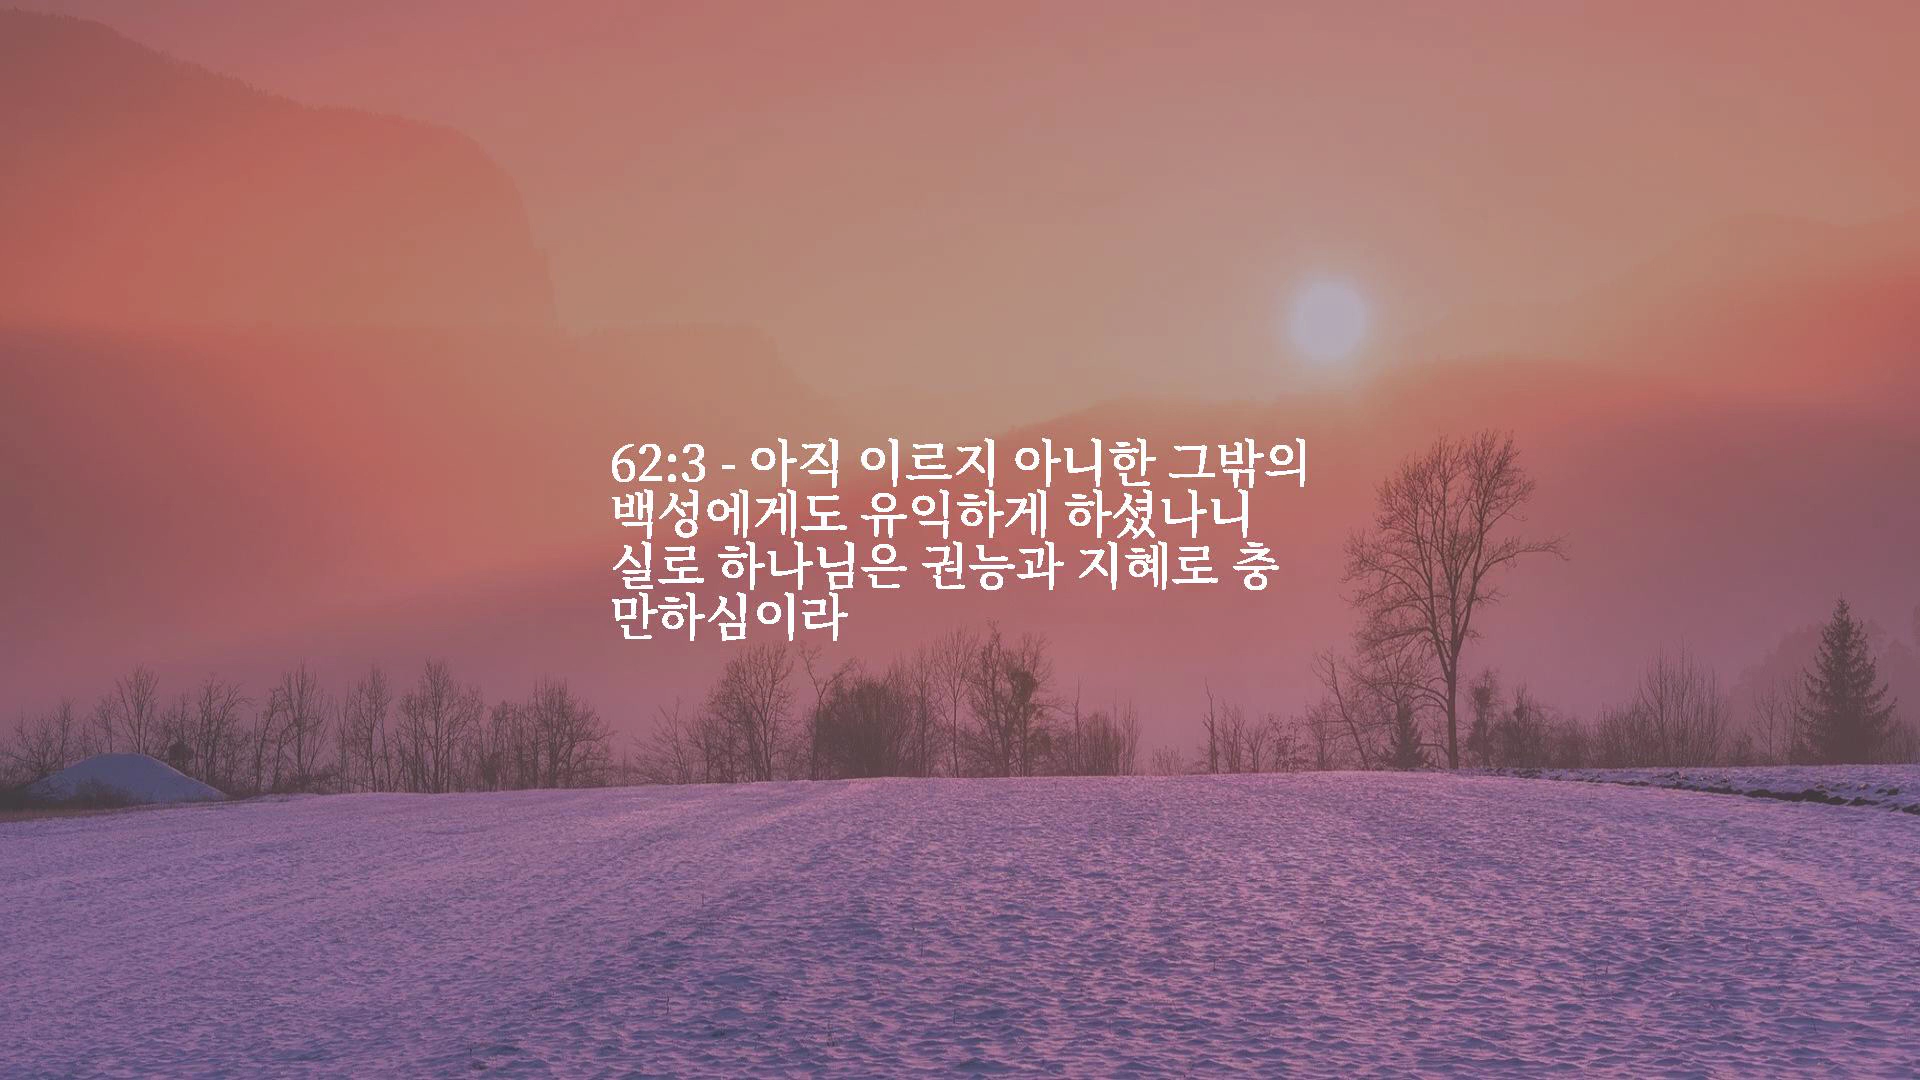 62:3 - 아직 이르지 아니한 그밖의
백성에게도 유익하게 하셨나니
실로 하나님은 권능과 지혜로 충
만하심이라